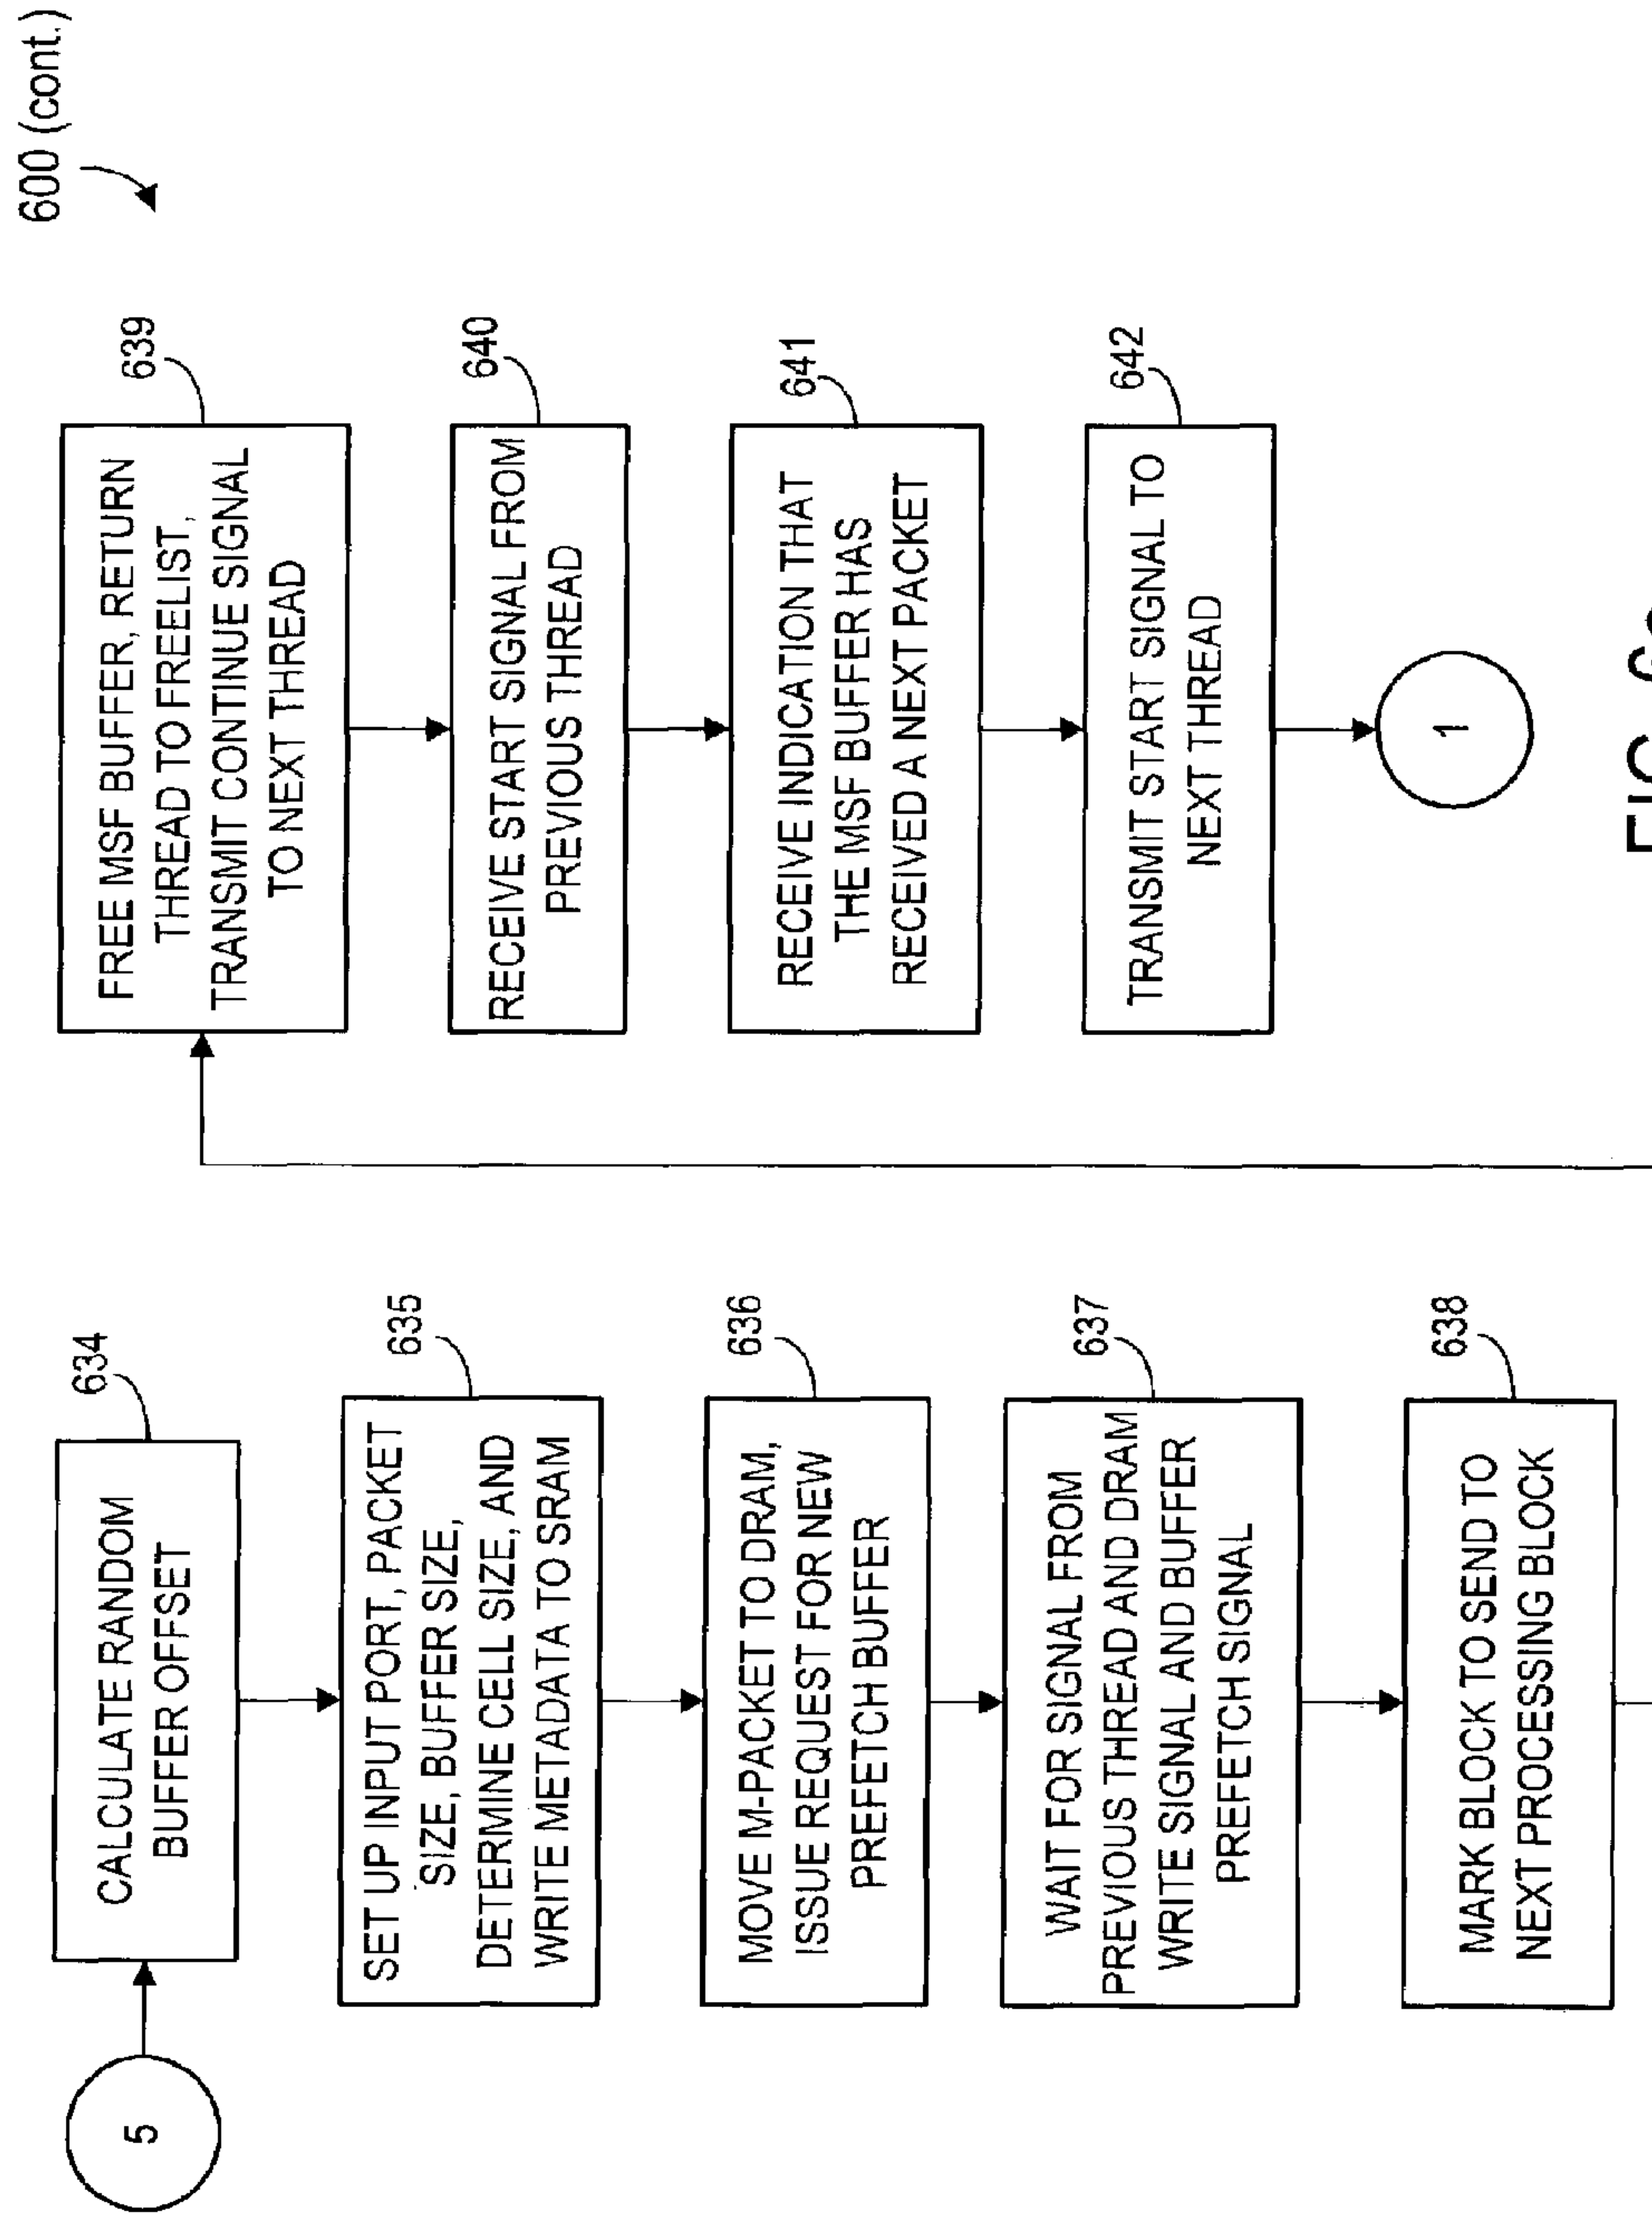 600 (cont.)
5
634
CALCULATE RANDOM
BUFFER OFFSET
635
SET UP INPUT PORT, PACKET
SIZE, BUFFER SIZE,
DETERMINE CELL SIZE, AND
WRITE METADATA TO SRAM
636
MOVE M-PACKET TO DRAM,
ISSUE REQUEST FOR NEW
PREFETCH BUFFER
637
WAIT FOR SIGNAL FROM
PREVIOUS THREAD AND DRAM
WRITE SIGNAL AND BUFFER
PREFETCH SIGNAL
638
MARK BLOCK TO SEND TO
NEXT PROCESSING BLOCK
639
FREE MSF BUFFER, RETURN
THREAD TO FREELIST,
TRANSMIT CONTINUE SIGNAL
TO NEXT THREAD
640
RECEIVE START SIGNAL FROM
PREVIOUS THREAD
641
RECEIVE INDICATION THAT
THE MSF BUFFER HAS
RECEIVED A NEXT PACKET
642
TRANSMIT START SIGNAL TO
NEXT THREAD
1